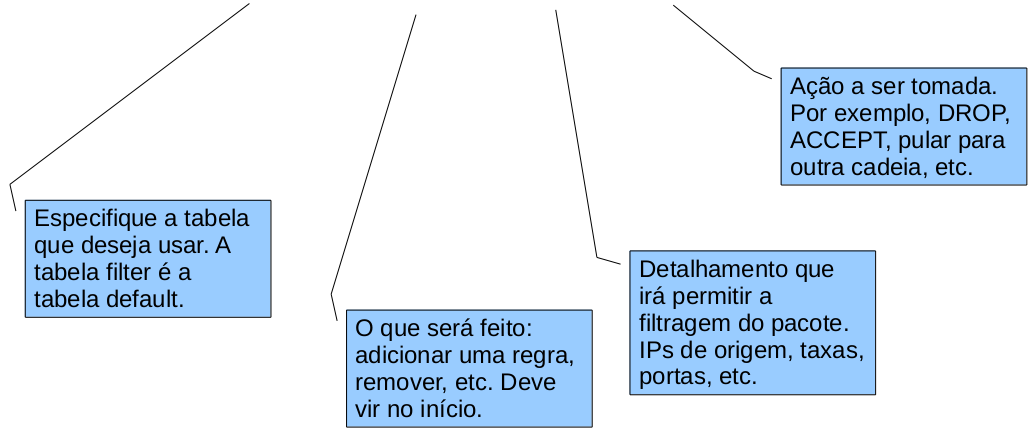 Especifique a tabela
que deseja usar. A
tabela filter é a
tabela default.
O que será feito:
adicionar uma regra,
remover, etc. Deve
vir no início.
Detalhamento que
irá permitir a
filtragem do pacote.
IPs de origem, taxas,
portas, etc.
Ação a ser tomada.
Por exemplo, DROP,
ACCEPT, pular para
outra cadeia, etc.